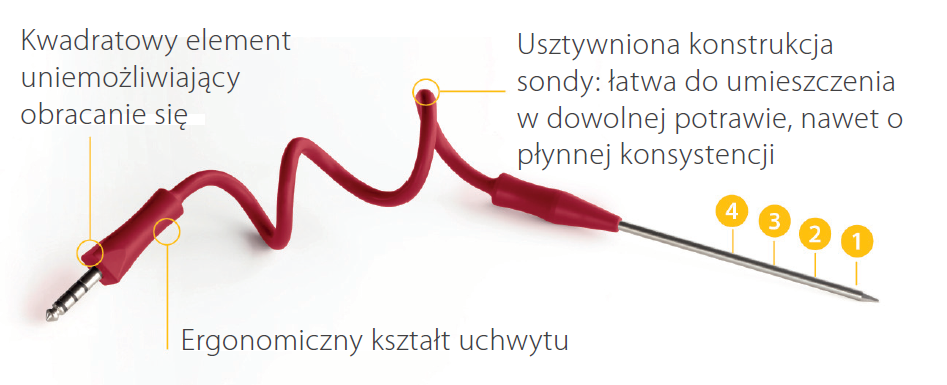 Kwadratowy element
uniemożliwiający
obracanie się
Usztywniona konstrukcja
sondy: łatwa do umieszczenia
w dowolnej potrawie, nawet o
płynnej konsystencji
4
3
2
1
Ergonomiczny kształt uchwytu